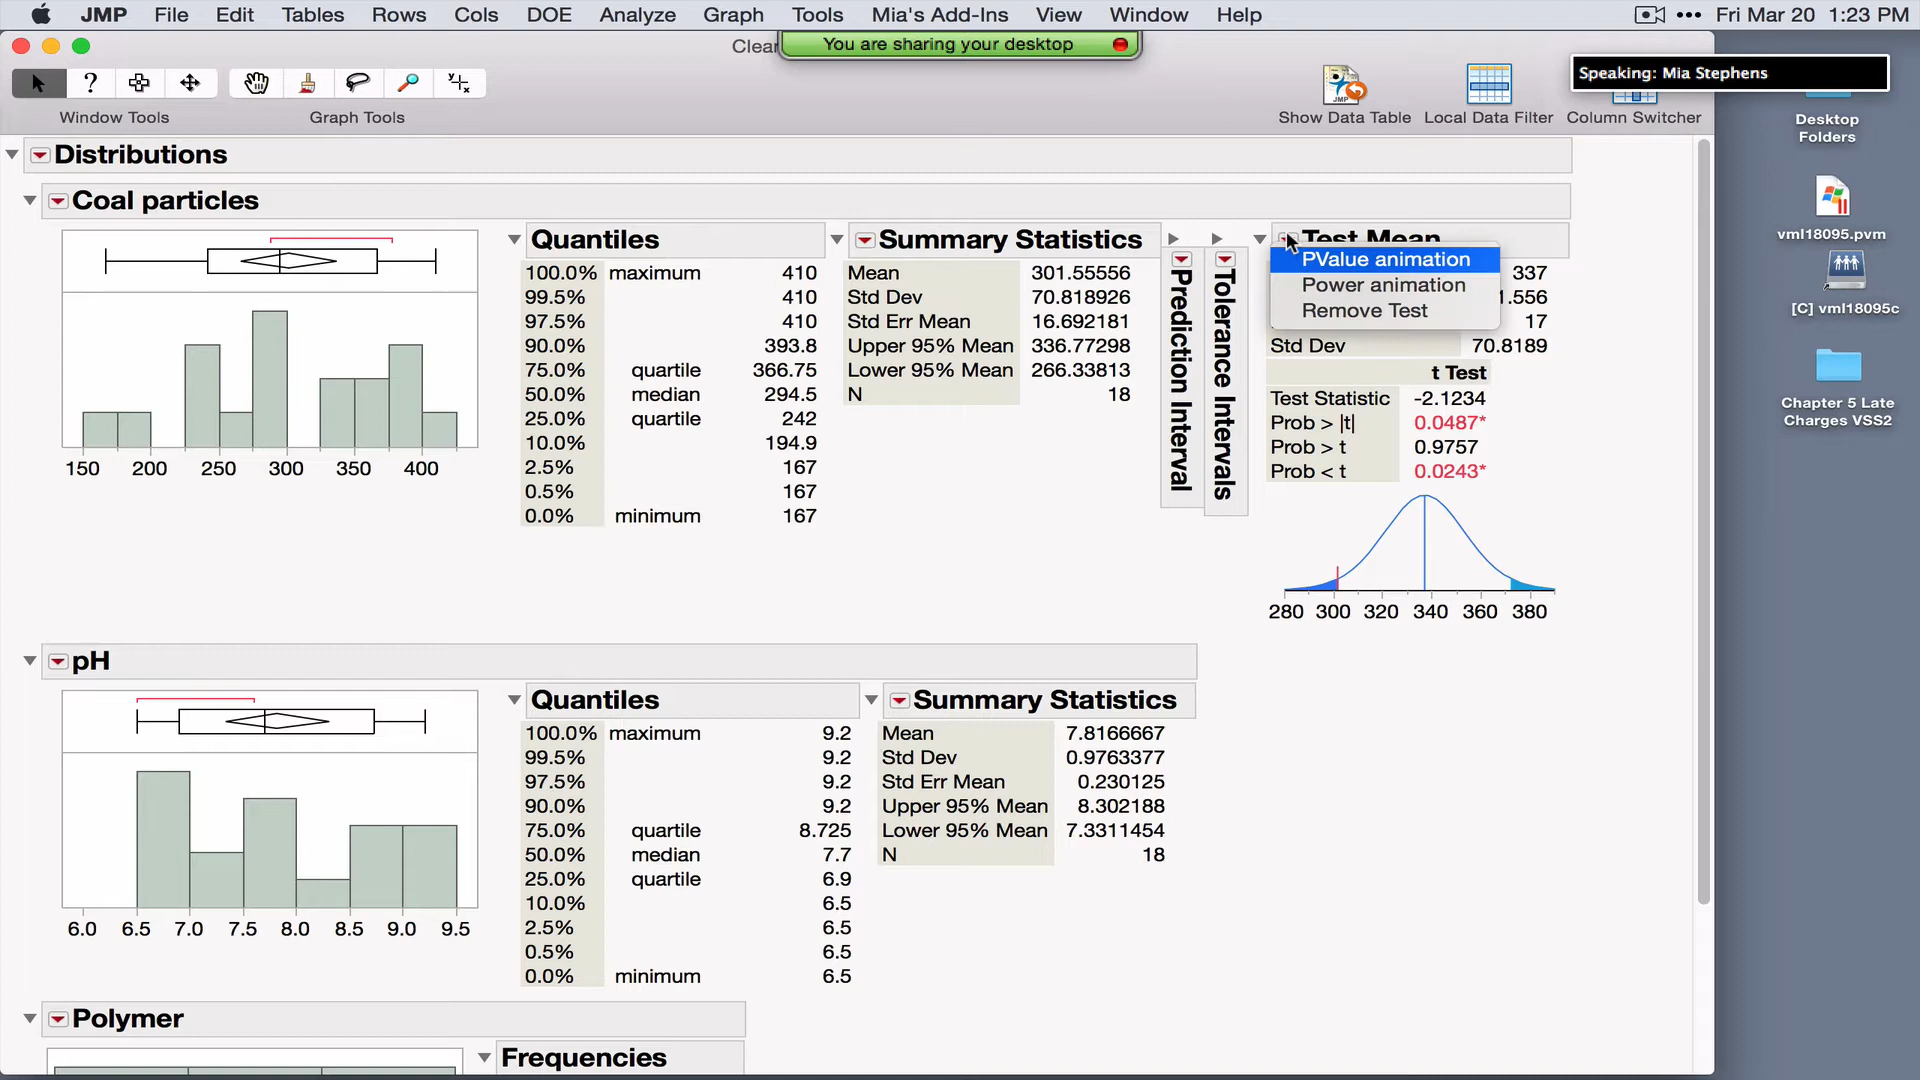 JMP File Edit Tables Rows Cols DOE Analyze Graph Tools Mia's Add-Ins View Window Help Fri Mar 20 1:23 PM
You are sharing your desktop
Speaking: Mia Stephens
Window Tools
Graph Tools
Show Data Table
Local Data Filter
Column Switcher
Desktop
Folders
vml18095.pvm
[C] vml18095c
Chapter 5 Late
Charges VSS2
Distributions
Coal particles
150 200 250 300 350 400
Quantiles
100.0% maximum 410
99.5% 410
97.5% 410
90.0% 393.8
75.0% quartile 366.75
50.0% median 294.5
25.0% quartile 242
10.0% 194.9
2.5% 167
0.5% 167
0.0% minimum 167
Summary Statistics
Mean 301.55556
Std Dev 70.818926
Std Err Mean 16.692181
Upper 95% Mean 336.77298
Lower 95% Mean 266.33813
N 18
Prediction Interval
Tolerance Intervals
Test Mean
PValue animation
Power animation
Remove Test
337
1.556
17
Std Dev 70.8189
t Test
Test Statistic -2.1234
Prob > |t| 0.0487*
Prob > t 0.9757
Prob < t 0.0243*
280 300 320 340 360 380
pH
6.0 6.5 7.0 7.5 8.0 8.5 9.0 9.5
Quantiles
100.0% maximum 9.2
99.5% 9.2
97.5% 9.2
90.0% 9.2
75.0% quartile 8.725
50.0% median 7.7
25.0% quartile 6.9
10.0% 6.5
2.5% 6.5
0.5% 6.5
0.0% minimum 6.5
Summary Statistics
Mean 7.8166667
Std Dev 0.9763377
Std Err Mean 0.230125
Upper 95% Mean 8.302188
Lower 95% Mean 7.3311454
N 18
Polymer
Frequencies